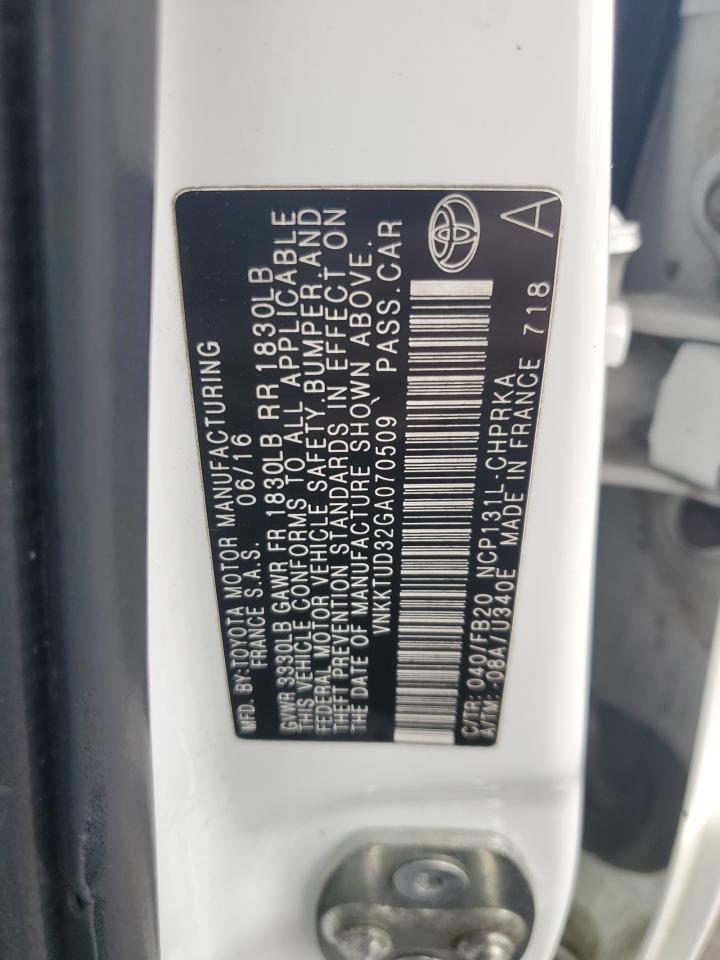 MFD. BY:TOYOTA MOTOR MANUFACTURING
FRANCE S.A.S. 06/16
GVWR 3330LB GAWR FR 1830LB RR 1830LB
THIS VEHICLE CONFORMS TO ALL APPLICABLE
FEDERAL MOTOR VEHICLE SAFETY,BUMPER,AND
THEFT PREVENTION STANDARDS IN EFFECT ON
THE DATE OF MANUFACTURE SHOWN ABOVE.
VNKKTUD32GA070509 PASS.CAR
C/TR: 040/FB20 NCP131L-CHPRKA
A/TM: -08A/U340E MADE IN FRANCE 718 A